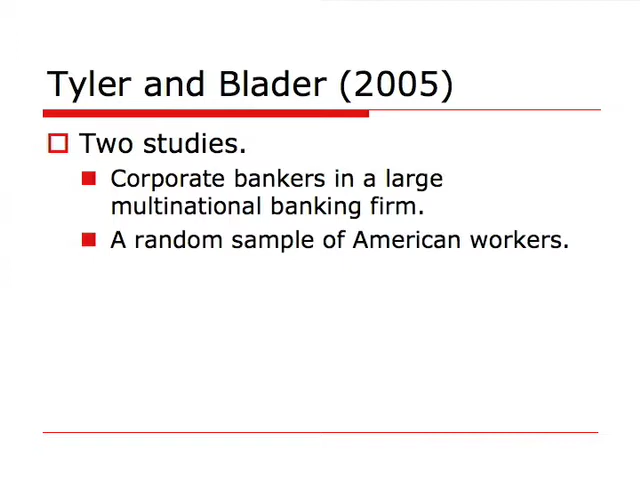 Tyler and Blader (2005)
Two studies.
Corporate bankers in a large
multinational banking firm.
A random sample of American workers.